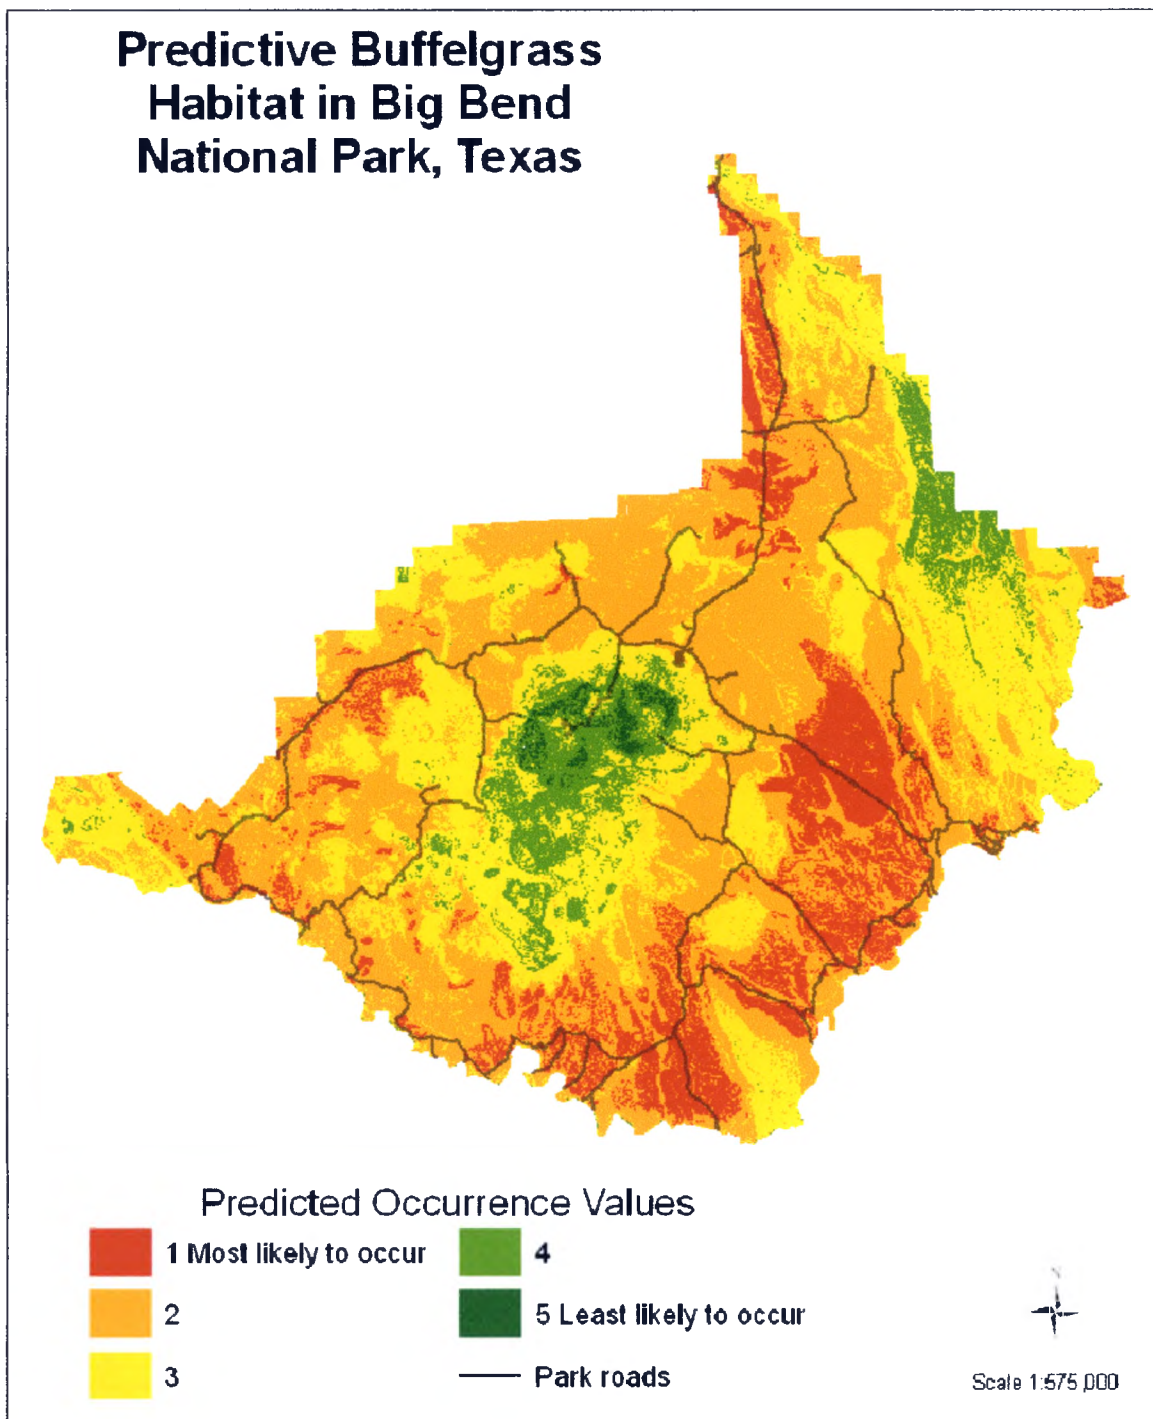 Predictive Buffelgrass
Habitat in Big Bend
National Park, Texas
Predicted Occurrence Values
1 Most likely to occur
2
3
4
5 Least likely to occur
Park roads
N
Scale 1:575,000